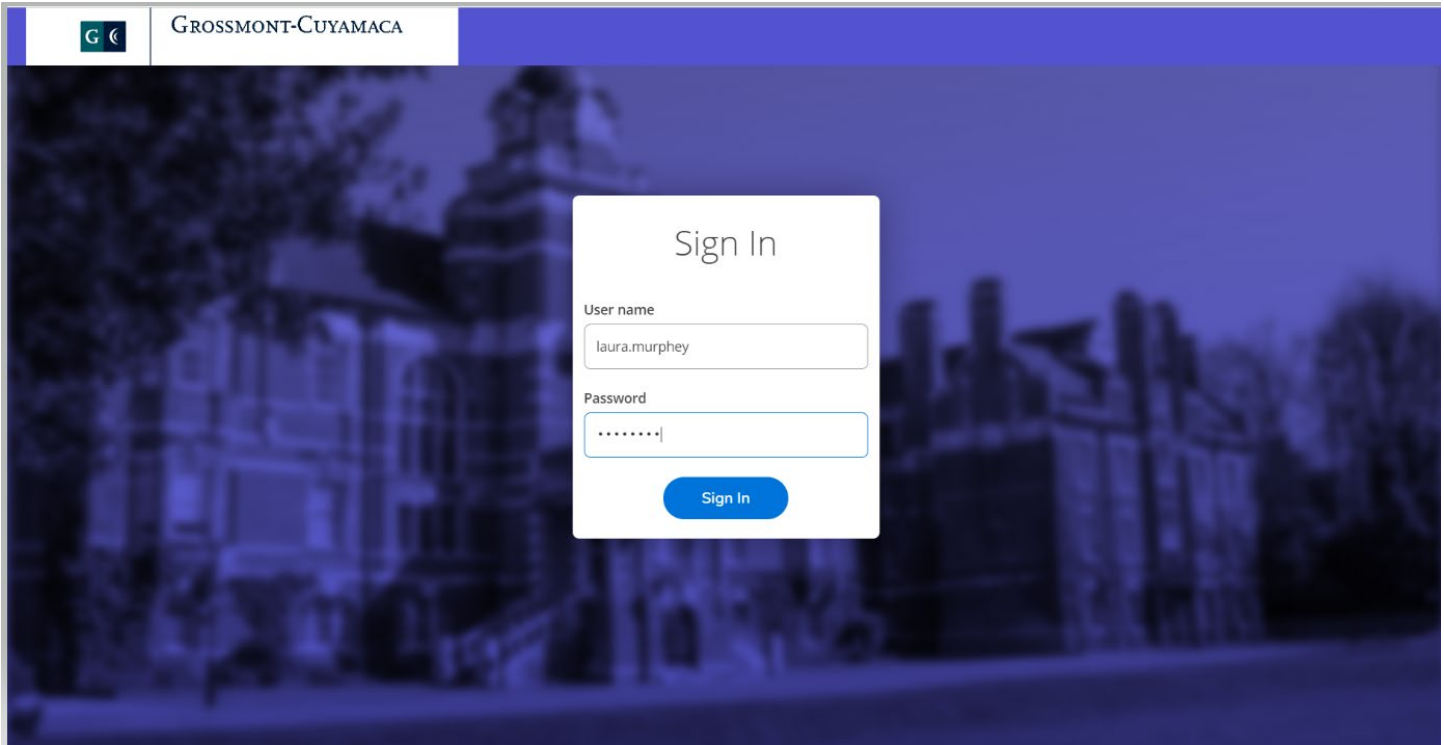 G
GROSSMONT-CUYAMACA
Sign In
User name
laura.murphey
Password
••••••••
Sign In